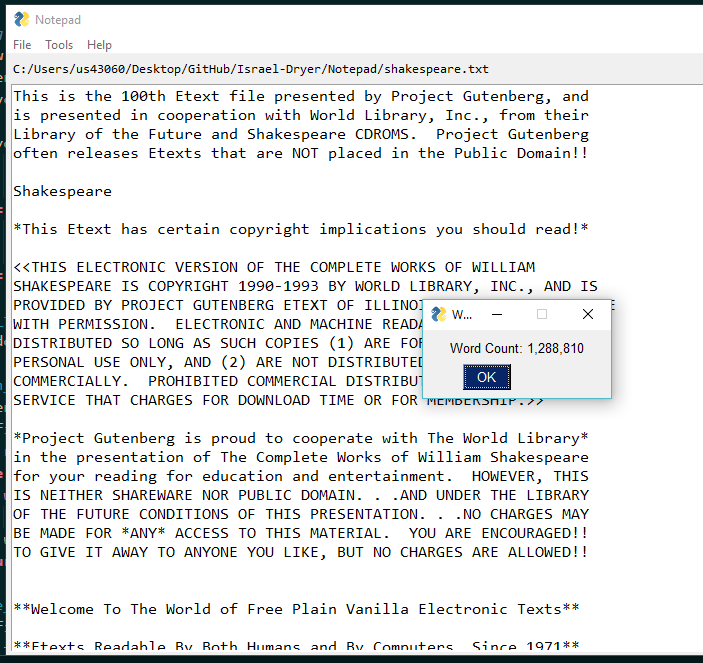 Notepad
File Tools Help
C:/Users/us43060/Desktop/GitHub/Israel-Dryer/Notepad/shakespeare.txt
This is the 100th Etext file presented by Project Gutenberg, and
is presented in cooperation with World Library, Inc., from their
Library of the Future and Shakespeare CDROMS.  Project Gutenberg
often releases Etexts that are NOT placed in the Public Domain!!
Shakespeare
*This Etext has certain copyright implications you should read!*
<<THIS ELECTRONIC VERSION OF THE COMPLETE WORKS OF WILLIAM
SHAKESPEARE IS COPYRIGHT 1990-1993 BY WORLD LIBRARY, INC., AND IS
PROVIDED BY PROJECT GUTENBERG ETEXT OF
WITH PERMISSION.  ELECTRONIC AND MACHINE
DISTRIBUTED SO LONG AS SUCH COPIES (1) ARE
PERSONAL USE ONLY, AND (2) ARE NOT DISTRIBUTED
COMMERCIALLY.  PROHIBITED COMMERCIAL
SERVICE THAT CHARGES FOR DOWNLOAD TIME OR FOR MEMBERSHIP.>>
W...
Word Count: 1,288,810
OK
*Project Gutenberg is proud to cooperate with The World Library*
in the presentation of The Complete Works of William Shakespeare
for your reading for education and entertainment.  HOWEVER, THIS
IS NEITHER SHAREWARE NOR PUBLIC DOMAIN. . .AND UNDER THE LIBRARY
OF THE FUTURE CONDITIONS OF THIS PRESENTATION. . .NO CHARGES MAY
BE MADE FOR *ANY* ACCESS TO THIS MATERIAL.  YOU ARE ENCOURAGED!!
TO GIVE IT AWAY TO ANYONE YOU LIKE, BUT NO CHARGES ARE ALLOWED!!
**Welcome To The World of Free Plain Vanilla Electronic Texts**
**Etexts Readable By Both Humans and By Computers, Since 1971**